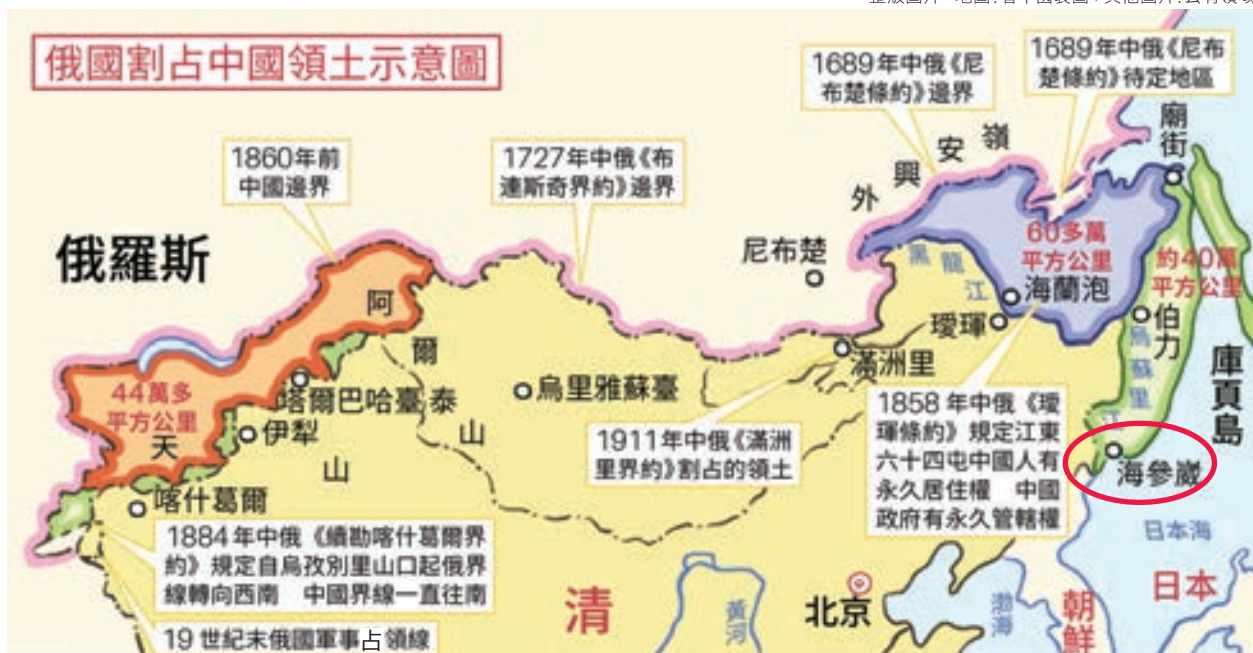 俄國割占中國領土示意圖
1689年中俄《尼
布楚條約》邊界
1689年中俄《尼布
楚條約》待定地區
1860年前
中國邊界
1727年中俄《布
連斯奇界約》邊界
外興安嶺
廟街
俄羅斯
尼布楚
60多萬
平方公里
約40萬
平方公里
黑龍江
海蘭泡
璦琿
伯力
烏蘇里江
庫頁島
阿爾泰山
44萬多
平方公里
塔爾巴哈臺
伊犁
天山
烏里雅蘇臺
滿洲里
喀什葛爾
1911年中俄《滿洲
里界約》割占的領土
1858 年中俄《璦
琿條約》規定江東
六十四屯中國人有
永久居住權 中國
政府有永久管轄權
海參崴
日本海
日本
1884年中俄《續勘喀什葛爾界
約》規定自烏孜別里山口起俄界
線轉向西南 中國界線一直往南
19 世紀末俄國軍事占領線
清
黃河
北京
渤海
朝鮮